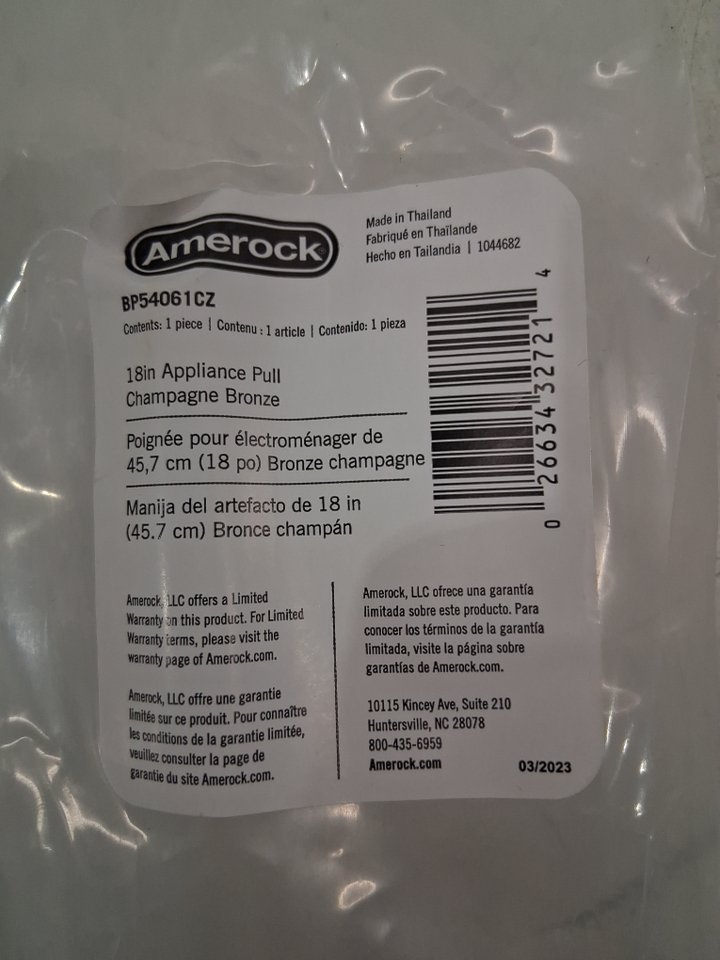 Amerock
Made in Thailand
Fabriqué en Thaïlande
Hecho en Tailandia | 1044682
BP54061CZ
Contents: 1 piece | Contenu : 1 article | Contenido: 1 pieza
18in Appliance Pull
Champagne Bronze
Poignée pour électroménager de
45,7 cm (18 po) Bronze champagne
Manija del artefacto de 18 in
(45.7 cm) Bronce champán
0 26634 32721 4
Amerock, LLC offers a Limited
Warranty on this product. For Limited
Warranty terms, please visit the
warranty page of Amerock.com.
Amerock, LLC offre une garantie
limitée sur ce produit. Pour connaître
les conditions de la garantie limitée,
veuillez consulter la page de
garantie du site Amerock.com.
Amerock, LLC ofrece una garantía
limitada sobre este producto. Para
conocer los términos de la garantía
limitada, visite la página sobre
garantías de Amerock.com.
10115 Kincey Ave, Suite 210
Huntersville, NC 28078
800-435-6959
Amerock.com
03/2023